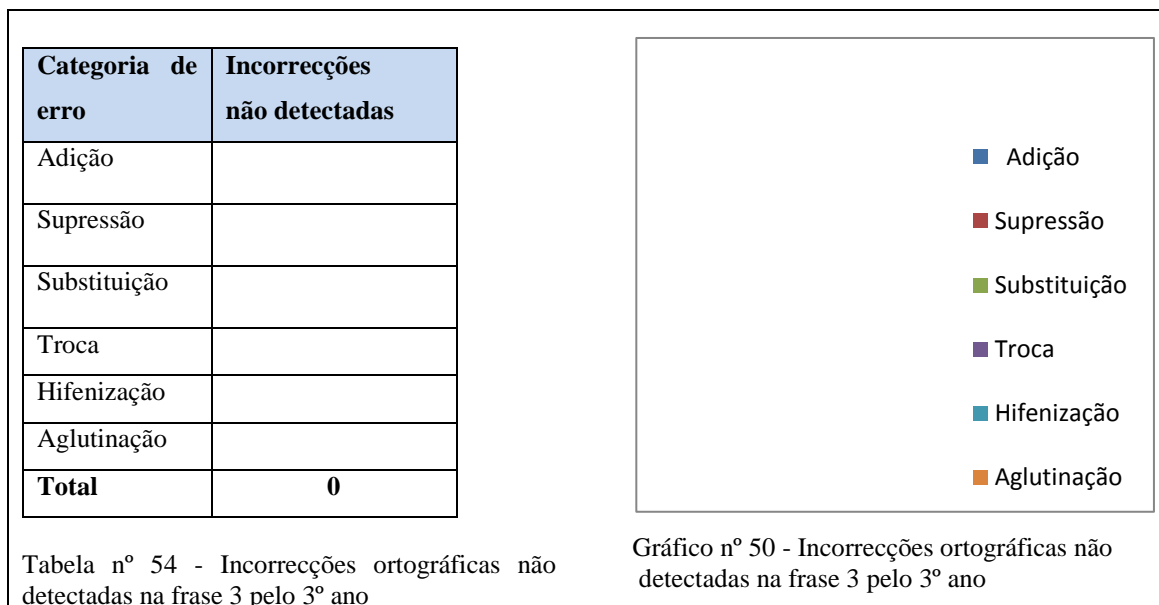 Categoria de erro
Incorrecções não detectadas
Adição
Supressão
Substituição
Troca
Hifenização
Aglutinação
Total 0
Tabela nº 54 - Incorrecções ortográficas não
detectadas na frase 3 pelo 3º ano
Adição
Supressão
Substituição
Troca
Hifenização
Aglutinação
Gráfico nº 50 - Incorrecções ortográficas não
detectadas na frase 3 pelo 3º ano